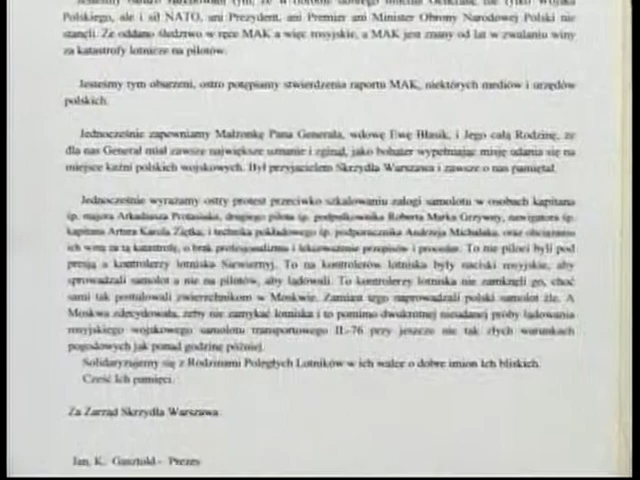 Polskiego, ale i sił NATO, ani Prezydent, ani Premier ani Minister Obrony Narodowej Polski nie
stanęli. Że oddano śledztwo w ręce MAK a więc rosyjskie, a MAK jest znany od lat w zwalaniu winy
za katastrofy lotnicze na pilotów.
Jesteśmy tym oburzeni, ostro potępiamy stwierdzenia raportu MAK, niektórych mediów i urzędów
polskich.
Jednocześnie zapewniamy Małżonkę Pana Generała, wdowę Ewę Błasik, i Jego całą Rodzinę, że
dla nas Generał miał zawsze największe uznanie i zginął, jako bohater wypełniając misję udania się na
miejsce kaźni polskich wojskowych. Był przyjacielem Skrzydła Warszawa i zawsze o nas pamiętał.
Jednocześnie wyrażamy ostry protest przeciwko szkalowaniu załogi samolotu w osobach kapitana
śp. majora Arkadiusza Protasiuka, drugiego pilota śp. podpułkownika Roberta Marka Grzywny, nawigatora śp.
kapitana Artura Karola Ziętka, i technika pokładowego śp. podporucznika Andrzeja Michalaka, oraz obciążaniu
ich winą za tą katastrofę, o brak profesjonalizmu i lekceważenie przepisów i procedur. To nie piloci byli pod
presją a kontrolerzy lotniska Siewiernyj. To na kontrolerów lotniska były naciski rosyjskie, aby
sprowadzali samolot a nie na pilotów, aby lądowali. To kontrolerzy lotniska nie zamknęli go, choć
sami tak postulowali zwierzchnikom w Moskwie. Zamiast tego naprowadzali polski samolot źle. A
Moskwa zdecydowała, żeby nie zamykać lotniska i to pomimo dwukrotnej nieudanej próby lądowania
rosyjskiego wojskowego samolotu transportowego IL-76 przy jeszcze nie tak złych warunkach
pogodowych jak ponad godzinę później.
Solidaryzujemy się z Rodzinami Poległych Lotników w ich walce o dobre imion Ich bliskich.
Cześć Ich pamięci.
Za Zarząd Skrzydła Warszawa
Jan. K. Gasztold - Prezes